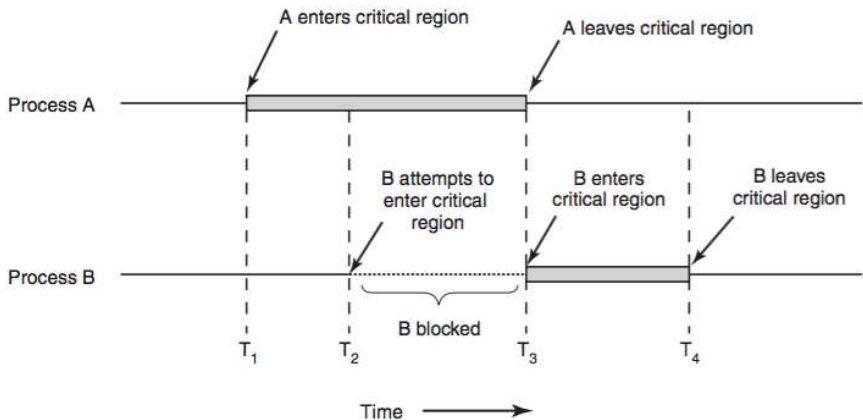 A enters critical region
A leaves critical region
Process A
B attempts to
enter critical
region
B enters
critical region
B leaves
critical region
Process B
B blocked
T1
T2
T3
T4
Time